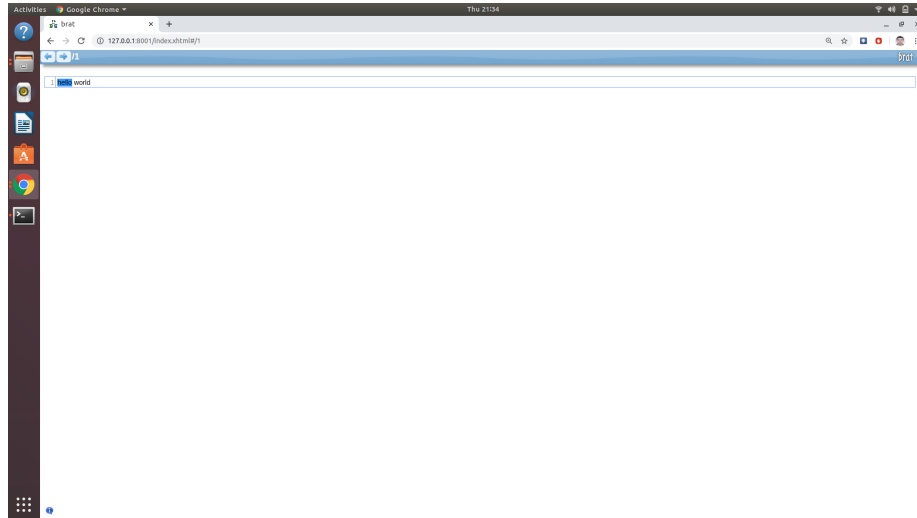 Activities Google Chrome Thu 21:34
brat
127.0.0.1:8001/index.xhtml#/1
/1 brat
1 hello world